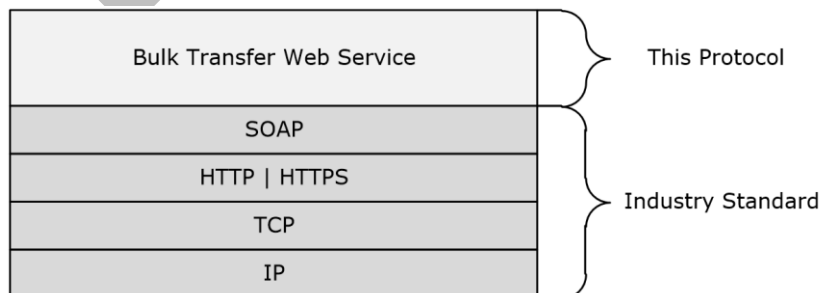 Bulk Transfer Web Service
This Protocol
SOAP
HTTP | HTTPS
Industry Standard
TCP
IP